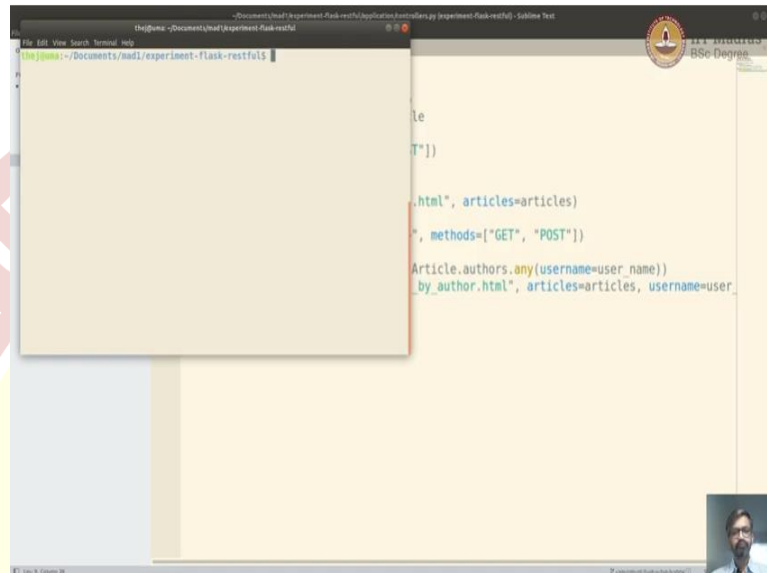 ~/Documents/mad1/experiment-flask-restful/application/controllers.py (experiment-flask-restful) - Sublime Text
thej@uma: ~/Documents/mad1/experiment-flask-restful
File Edit View Search Terminal Help
thej@uma:~/Documents/mad1/experiment-flask-restful$
BSc Degree
le
T"])
.html", articles=articles)
", methods=["GET", "POST"])
Article.authors.any(username=user_name))
_by_author.html", articles=articles, username=user_